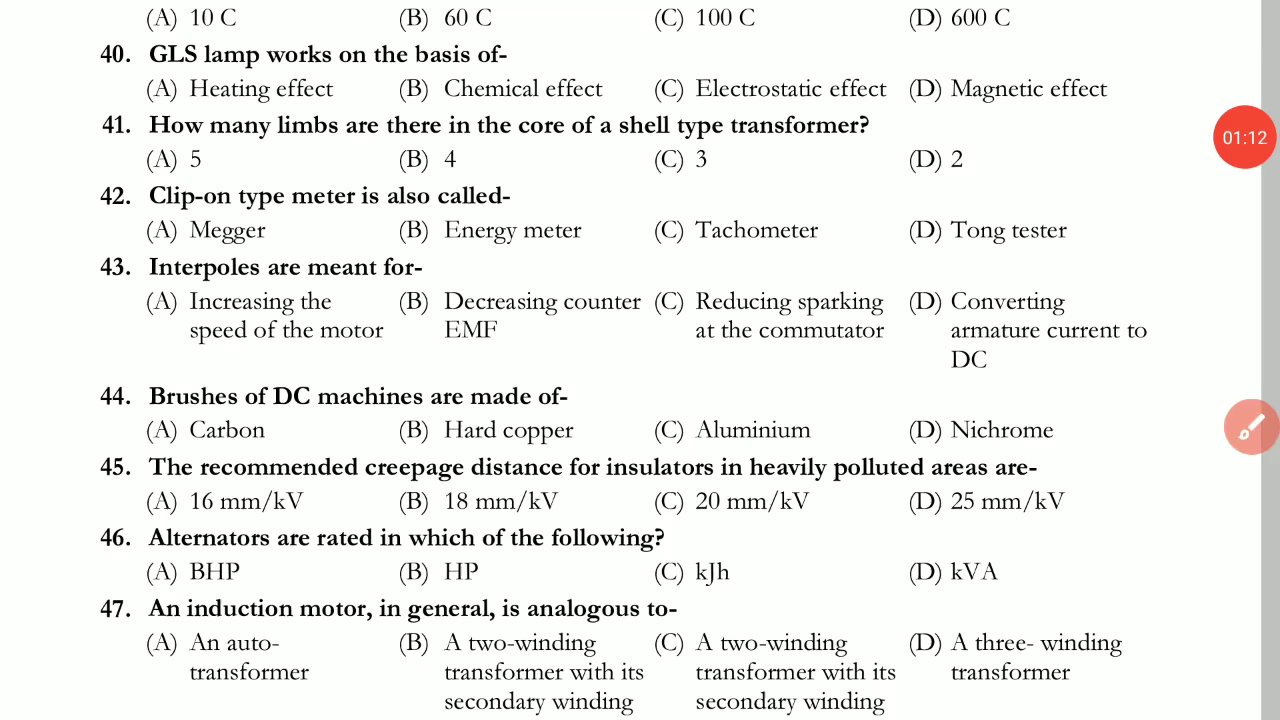 (A) 10 C (B) 60 C (C) 100 C (D) 600 C
40. GLS lamp works on the basis of-
(A) Heating effect (B) Chemical effect (C) Electrostatic effect (D) Magnetic effect
41. How many limbs are there in the core of a shell type transformer?
01:12
(A) 5 (B) 4 (C) 3 (D) 2
42. Clip-on type meter is also called-
(A) Megger (B) Energy meter (C) Tachometer (D) Tong tester
43. Interpoles are meant for-
(A) Increasing the (B) Decreasing counter (C) Reducing sparking (D) Converting
speed of the motor EMF at the commutator armature current to
DC
44. Brushes of DC machines are made of-
(A) Carbon (B) Hard copper (C) Aluminium (D) Nichrome
45. The recommended creepage distance for insulators in heavily polluted areas are-
(A) 16 mm/kV (B) 18 mm/kV (C) 20 mm/kV (D) 25 mm/kV
46. Alternators are rated in which of the following?
(A) BHP (B) HP (C) kJh (D) kVA
47. An induction motor, in general, is analogous to-
(A) An auto- (B) A two-winding (C) A two-winding (D) A three- winding
transformer transformer with its transformer with its transformer
secondary winding secondary winding